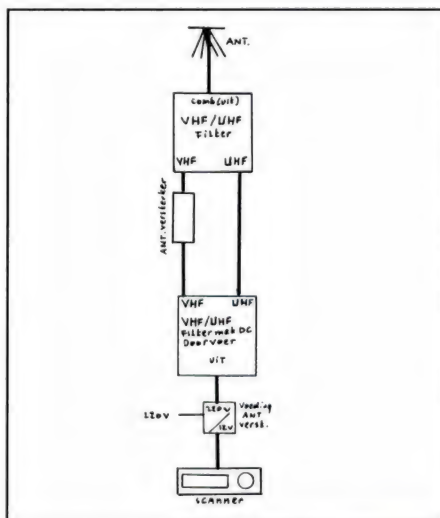 ANT.
comb(uit)
VHF/UHF
Filter
VHF UHF
ANT. versterker
VHF UHF
VHF/UHF
Filter met DC
Doorvoer
UIT
220V
220V
12V
Voeding
ANT
verst.
SCANNER